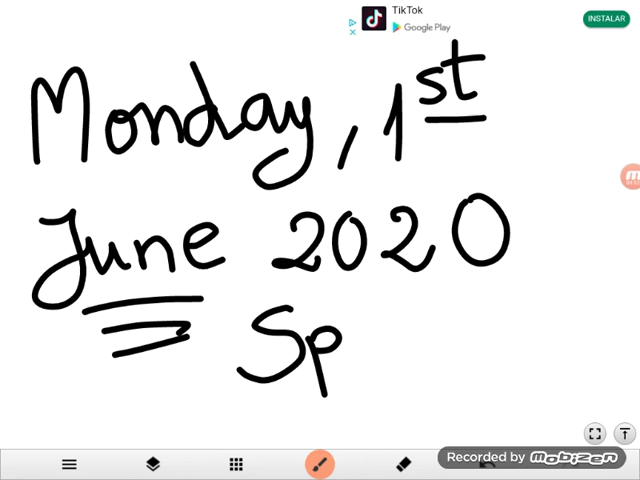 TikTok
Google Play
INSTALAR
Monday, 1st
June 2020
Sp
Recorded by Mobizen